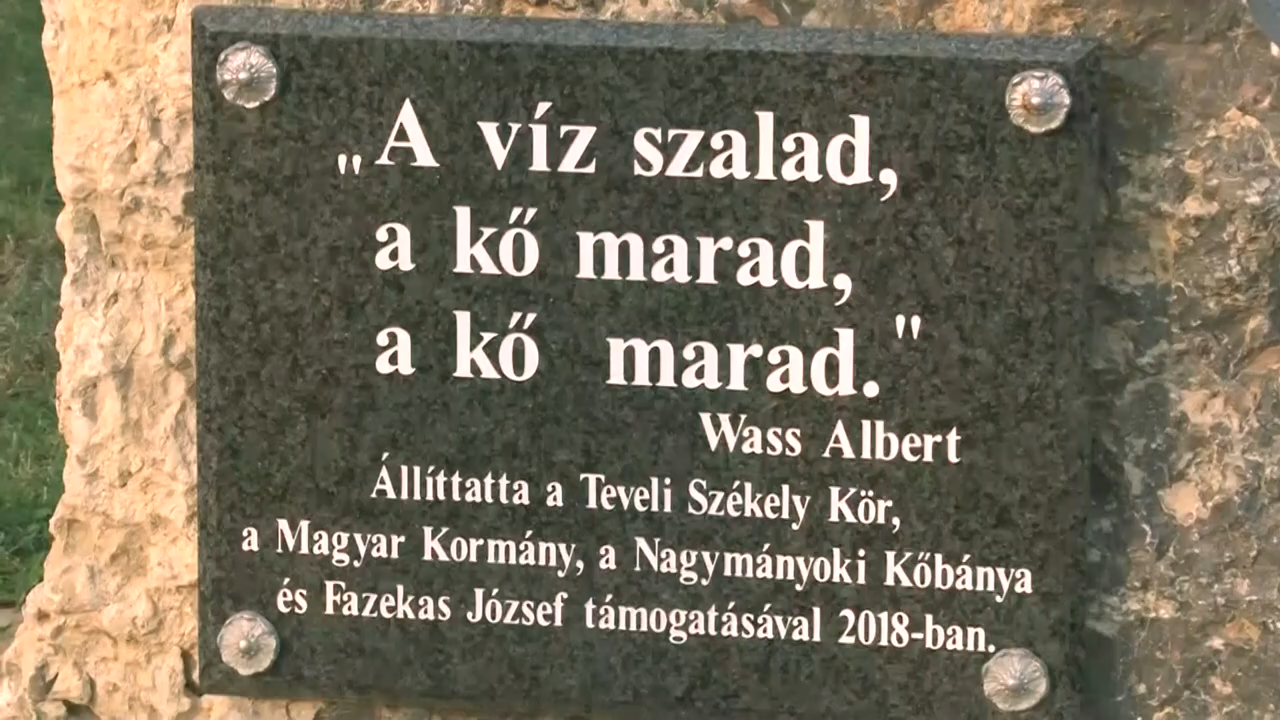 „A víz szalad,
a kő marad,
a kő marad."
Wass Albert
Állíttatta a Teveli Székely Kör,
a Magyar Kormány, a Nagymányoki Kőbánya
és Fazekas József támogatásával 2018-ban.